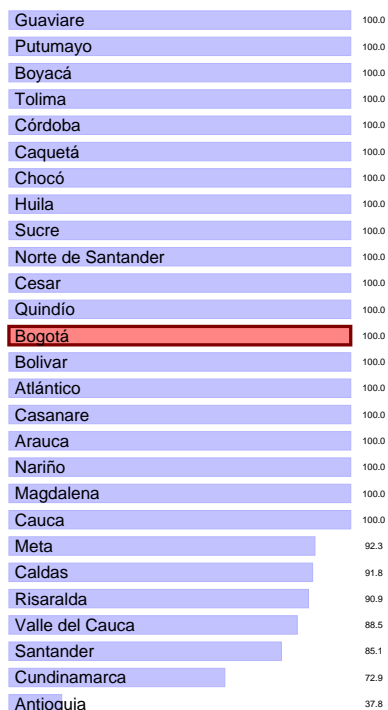 Guaviare 100.0
Putumayo 100.0
Boyacá 100.0
Tolima 100.0
Córdoba 100.0
Caquetá 100.0
Chocó 100.0
Huila 100.0
Sucre 100.0
Norte de Santander 100.0
Cesar 100.0
Quindío 100.0
Bogotá 100.0
Bolivar 100.0
Atlántico 100.0
Casanare 100.0
Arauca 100.0
Nariño 100.0
Magdalena 100.0
Cauca 100.0
Meta 92.3
Caldas 91.8
Risaralda 90.9
Valle del Cauca 88.5
Santander 85.1
Cundinamarca 72.9
Antioquia 37.8